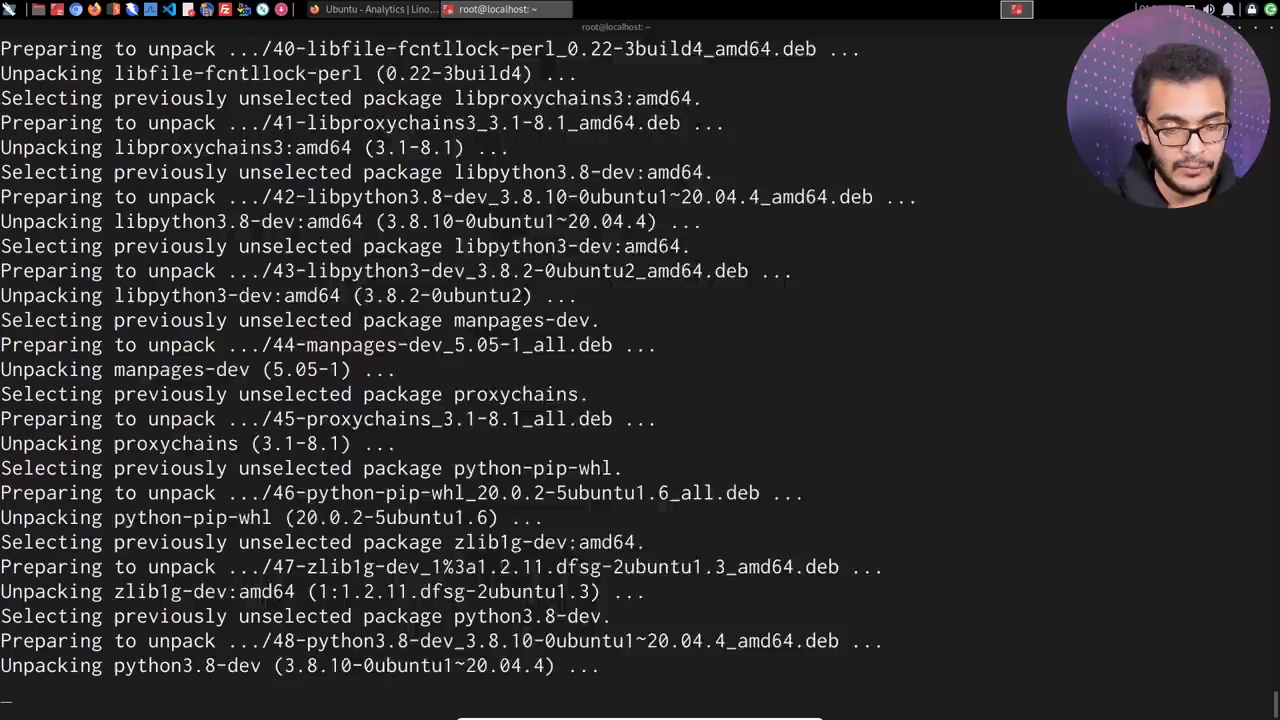 Ubuntu - Analytics | Lino...
root@localhost: ~
root@localhost: ~
Preparing to unpack .../40-libfile-fcntllock-perl_0.22-3build4_amd64.deb ...
Unpacking libfile-fcntllock-perl (0.22-3build4) ...
Selecting previously unselected package libproxychains3:amd64.
Preparing to unpack .../41-libproxychains3_3.1-8.1_amd64.deb ...
Unpacking libproxychains3:amd64 (3.1-8.1) ...
Selecting previously unselected package libpython3.8-dev:amd64.
Preparing to unpack .../42-libpython3.8-dev_3.8.10-0ubuntu1~20.04.4_amd64.deb ...
Unpacking libpython3.8-dev:amd64 (3.8.10-0ubuntu1~20.04.4) ...
Selecting previously unselected package libpython3-dev:amd64.
Preparing to unpack .../43-libpython3-dev_3.8.2-0ubuntu2_amd64.deb ...
Unpacking libpython3-dev:amd64 (3.8.2-0ubuntu2) ...
Selecting previously unselected package manpages-dev.
Preparing to unpack .../44-manpages-dev_5.05-1_all.deb ...
Unpacking manpages-dev (5.05-1) ...
Selecting previously unselected package proxychains.
Preparing to unpack .../45-proxychains_3.1-8.1_all.deb ...
Unpacking proxychains (3.1-8.1) ...
Selecting previously unselected package python-pip-whl.
Preparing to unpack .../46-python-pip-whl_20.0.2-5ubuntu1.6_all.deb ...
Unpacking python-pip-whl (20.0.2-5ubuntu1.6) ...
Selecting previously unselected package zlib1g-dev:amd64.
Preparing to unpack .../47-zlib1g-dev_1%3a1.2.11.dfsg-2ubuntu1.3_amd64.deb ...
Unpacking zlib1g-dev:amd64 (1:1.2.11.dfsg-2ubuntu1.3) ...
Selecting previously unselected package python3.8-dev.
Preparing to unpack .../48-python3.8-dev_3.8.10-0ubuntu1~20.04.4_amd64.deb ...
Unpacking python3.8-dev (3.8.10-0ubuntu1~20.04.4) ...